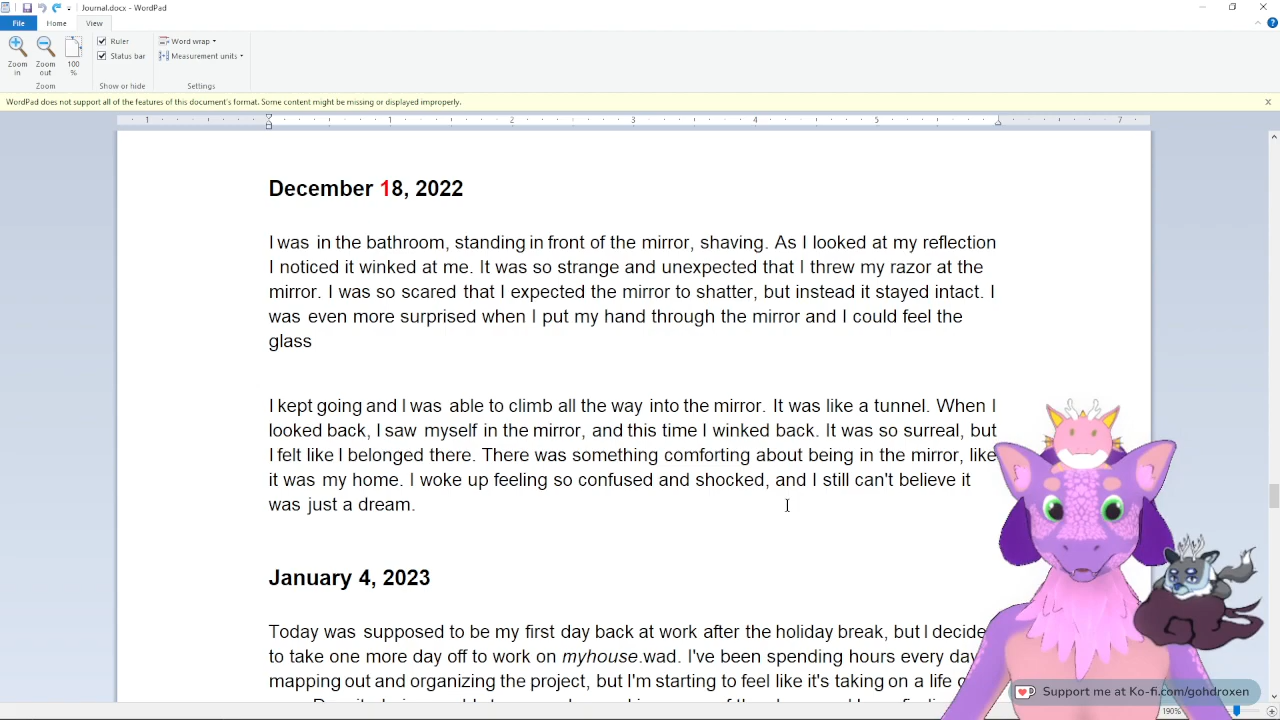 Journal.docx - WordPad
File Home View
Zoom in
Zoom out
100 %
Ruler
Status bar
Word wrap
Measurement units
Zoom Show or hide Settings
WordPad does not support all of the features of this document's format. Some content might be missing or displayed improperly.
1 1 2 3 4 5 7
December 18, 2022
I was in the bathroom, standing in front of the mirror, shaving. As I looked at my reflection
I noticed it winked at me. It was so strange and unexpected that I threw my razor at the
mirror. I was so scared that I expected the mirror to shatter, but instead it stayed intact. I
was even more surprised when I put my hand through the mirror and I could feel the
glass
I kept going and I was able to climb all the way into the mirror. It was like a tunnel. When I
looked back, I saw myself in the mirror, and this time I winked back. It was so surreal, but
I felt like I belonged there. There was something comforting about being in the mirror, like
it was my home. I woke up feeling so confused and shocked, and I still can't believe it
was just a dream.
January 4, 2023
Today was supposed to be my first day back at work after the holiday break, but I decide
to take one more day off to work on myhouse.wad. I've been spending hours every day
mapping out and organizing the project, but I'm starting to feel like it's taking on a life
Support me at Ko-fi.com/gohdroxen
190%